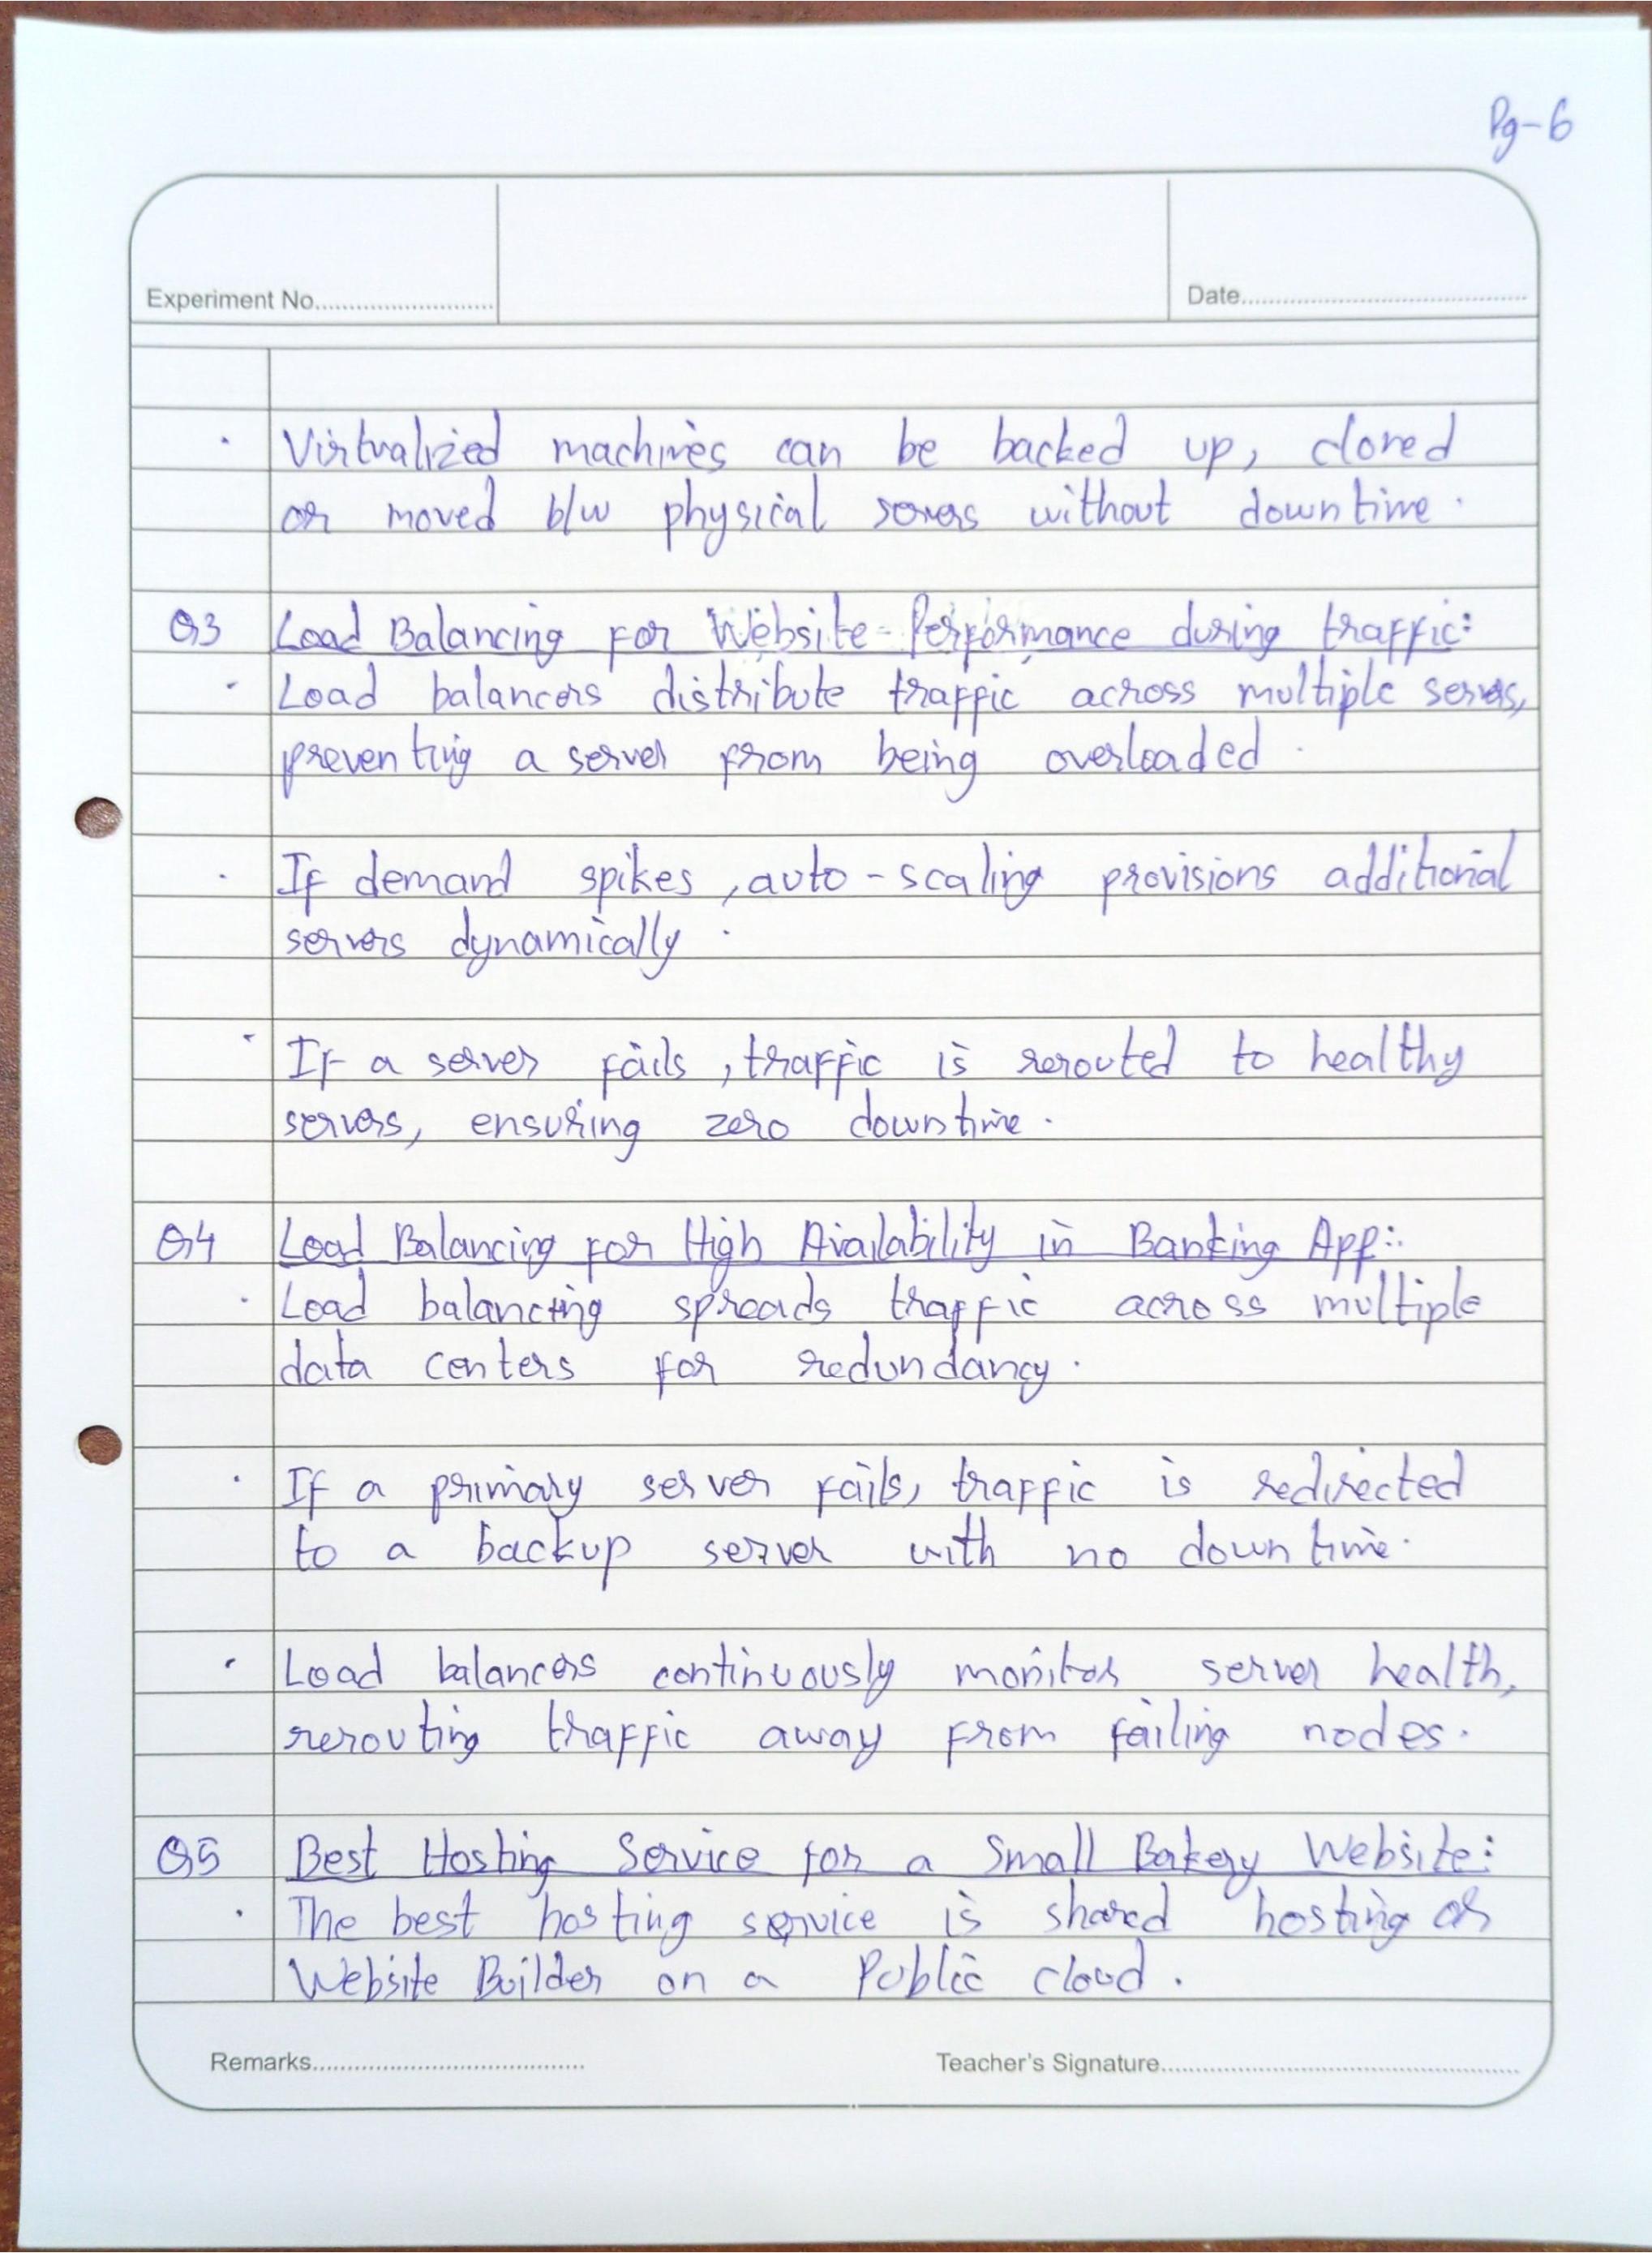 Pg-6
Experiment No.
Date
· Virtualized machines can be backed up, cloned
or moved b/w physical servers without downtime.
Q3 Load Balancing for Website Performance during traffic:
· Load balancers distribute traffic across multiple servers,
preventing a server from being overloaded.
· If demand spikes, auto-scaling provisions additional
servers dynamically.
· If a server fails, traffic is rerouted to healthy
servers, ensuring zero downtime.
Q4 Load Balancing for High Availability in Banking App:
· Load balancing spreads traffic across multiple
data centers for redundancy.
· If a primary server fails, traffic is redirected
to a backup server with no downtime.
· Load balancers continuously monitor server health,
rerouting traffic away from failing nodes.
Q5 Best Hosting Service for a Small Bakery Website:
· The best hosting service is shared hosting or
Website Builder on a Public cloud.
Remarks
Teacher's Signature